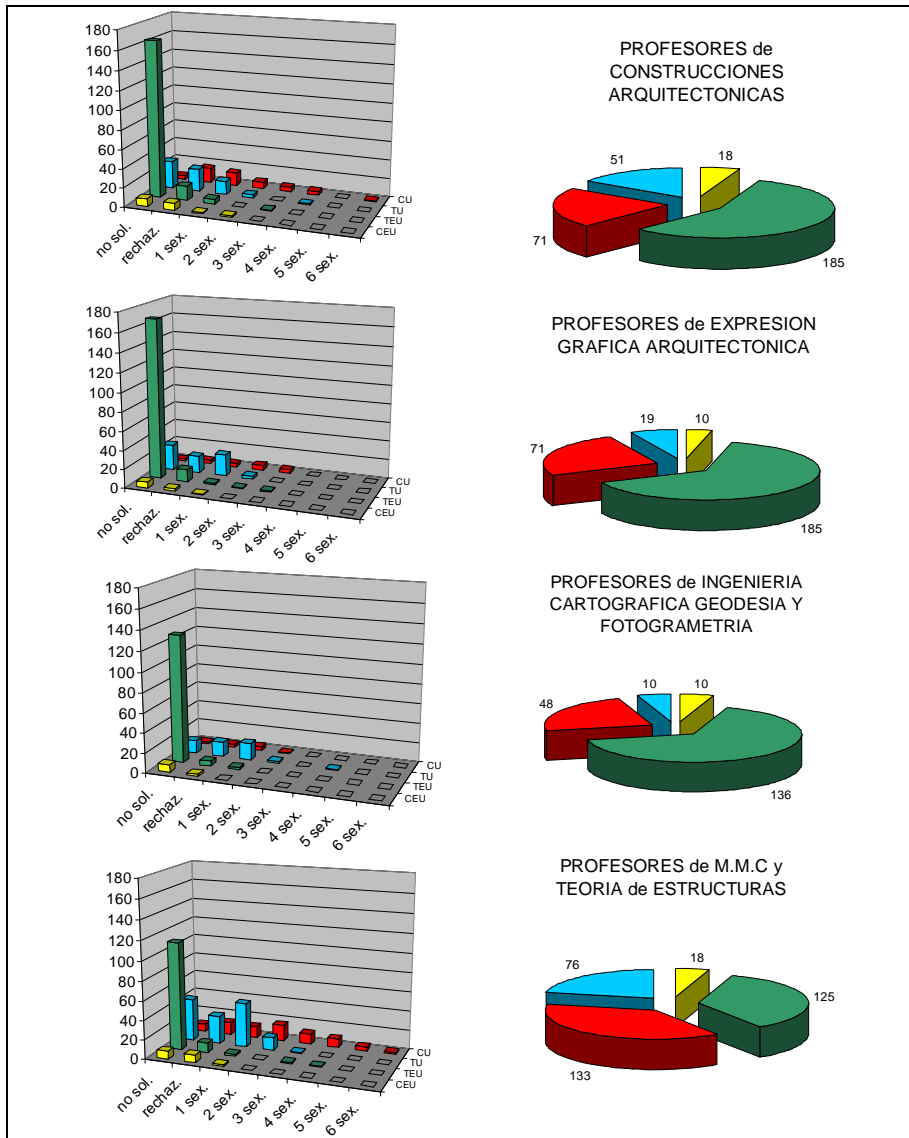 180
160
140
120
100
80
60
40
20
0
no sol.
rechaz.
1 sex.
2 sex.
3 sex.
4 sex.
5 sex.
6 sex.
CU
TU
TEU
CEU
PROFESORES de
CONSTRUCCIONES
ARQUITECTONICAS
51
18
71
185
180
160
140
120
100
80
60
40
20
0
no sol.
rechaz.
1 sex.
2 sex.
3 sex.
4 sex.
5 sex.
6 sex.
CU
TU
TEU
CEU
PROFESORES de EXPRESION
GRAFICA ARQUITECTONICA
19
10
71
185
180
160
140
120
100
80
60
40
20
0
no sol.
rechaz.
1 sex.
2 sex.
3 sex.
4 sex.
5 sex.
6 sex.
CU
TU
TEU
CEU
PROFESORES de INGENIERIA
CARTOGRAFICA GEODESIA Y
FOTOGRAMETRIA
10
10
48
136
180
160
140
120
100
80
60
40
20
0
no sol.
rechaz.
1 sex.
2 sex.
3 sex.
4 sex.
5 sex.
6 sex.
CU
TU
TEU
CEU
PROFESORES de M.M.C y
TEORIA de ESTRUCTURAS
76
18
125
133